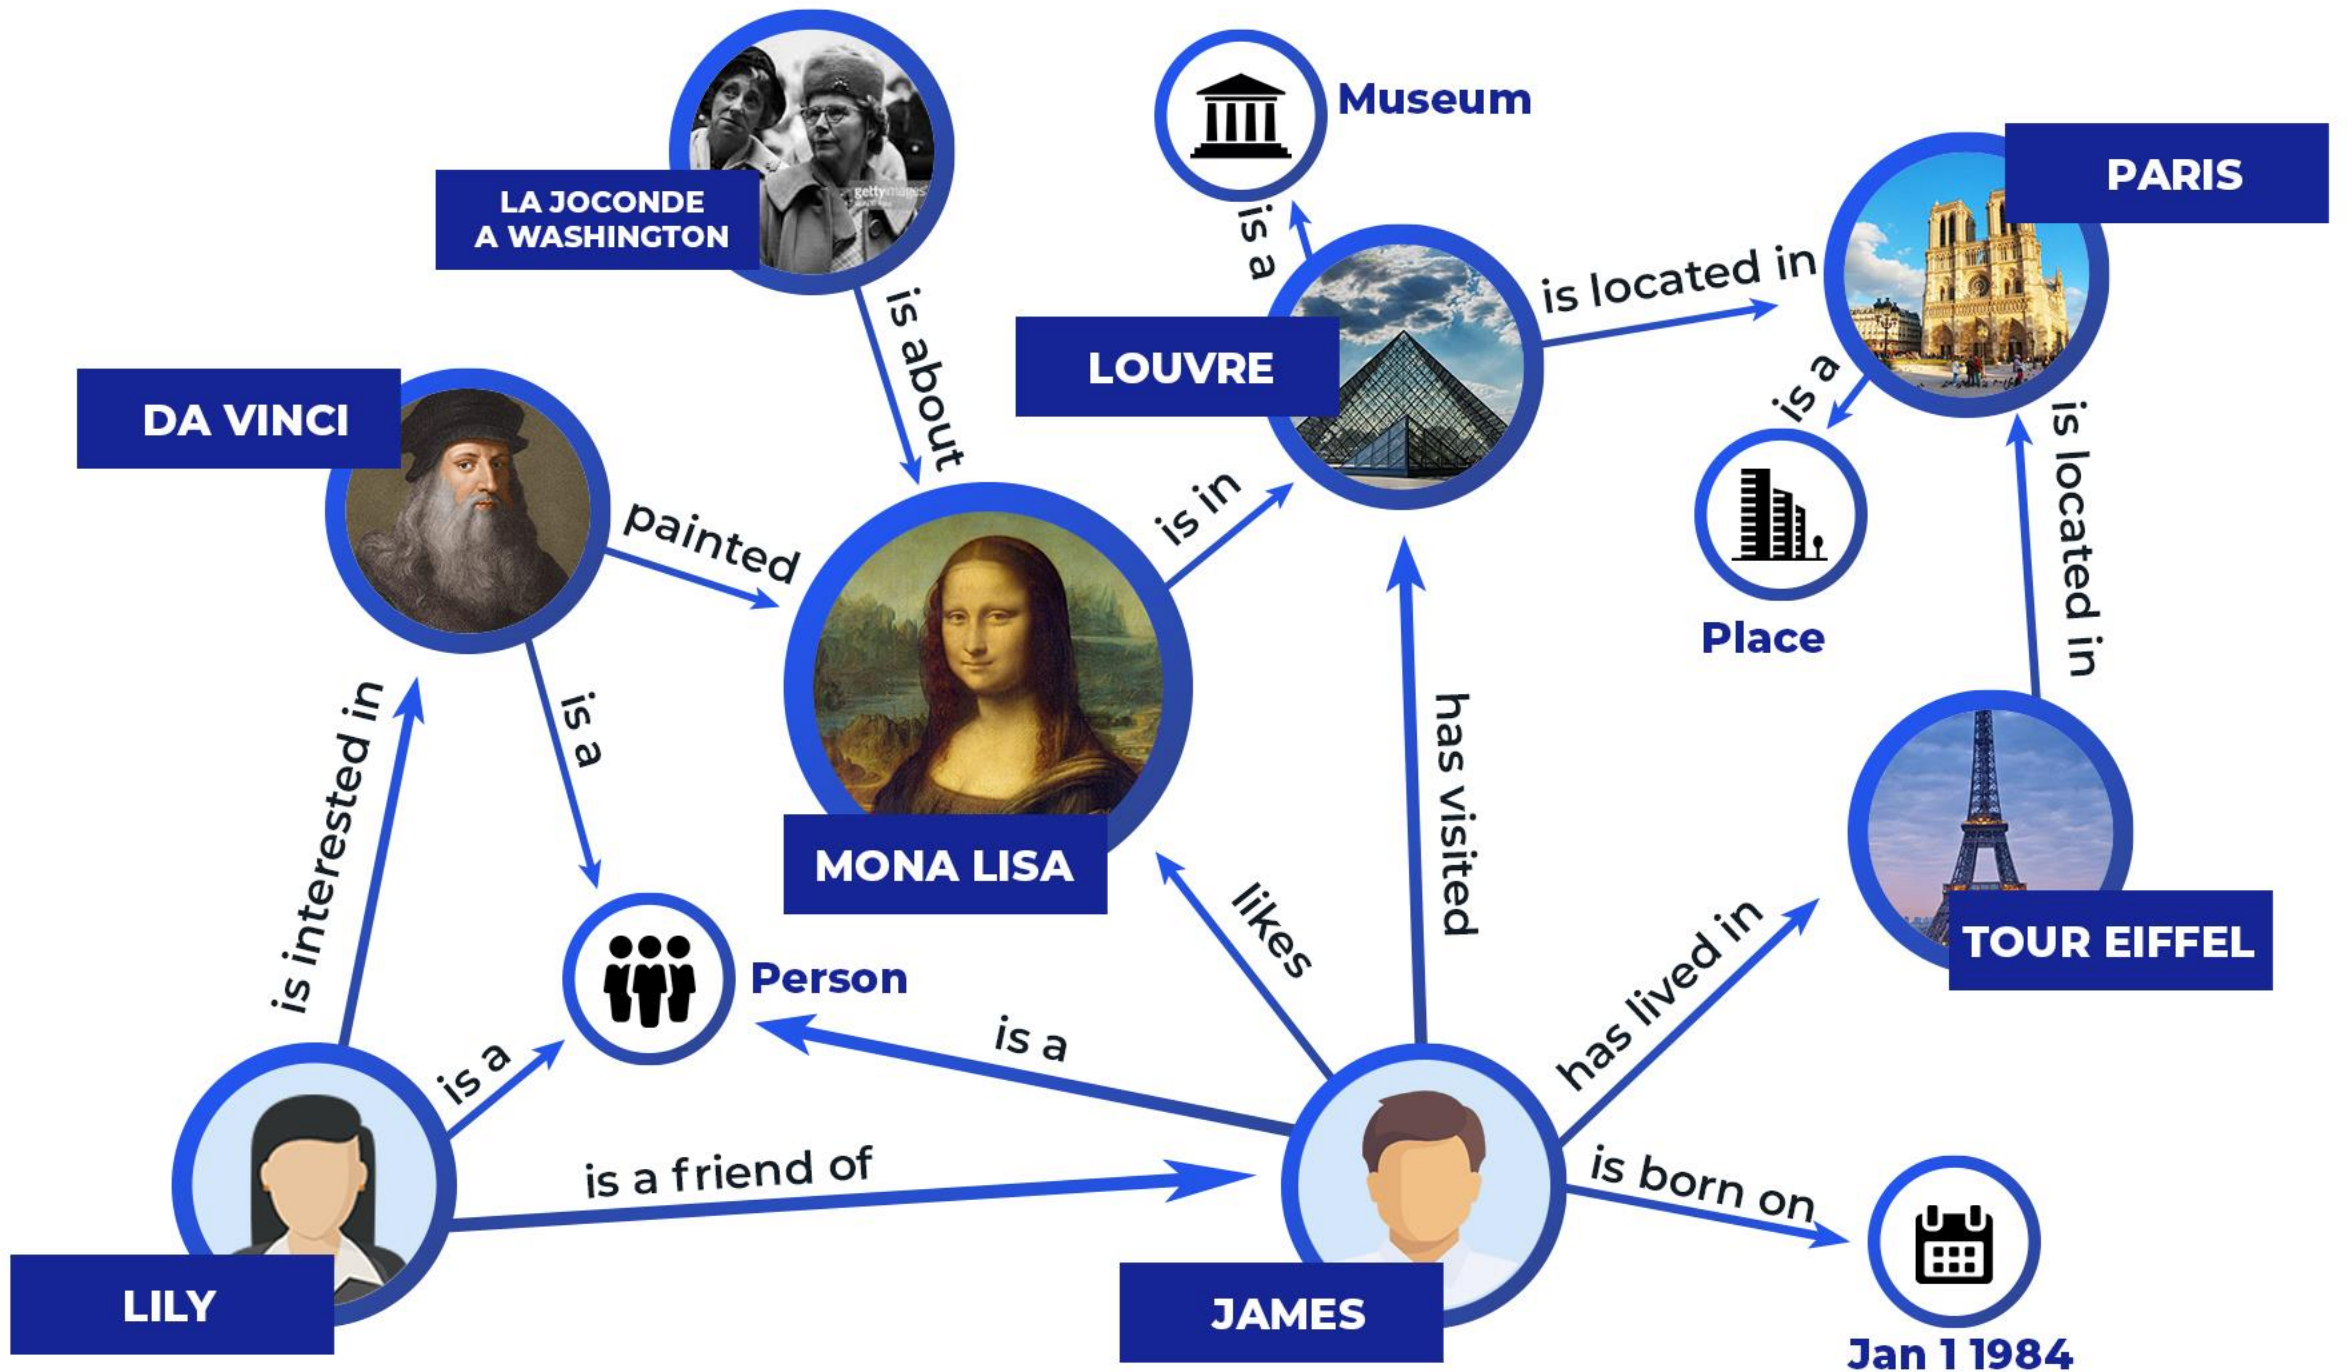 Museum
PARIS
LA JOCONDE
A WASHINGTON
gettyimages
is a
is located in
is about
LOUVRE
is a
DA VINCI
is located in
is in
painted
Place
is interested in
is a
has visited
MONA LISA
likes
has lived in
TOUR EIFFEL
Person
is a
is a
is a friend of
is born on
LILY
JAMES
Jan 1 1984